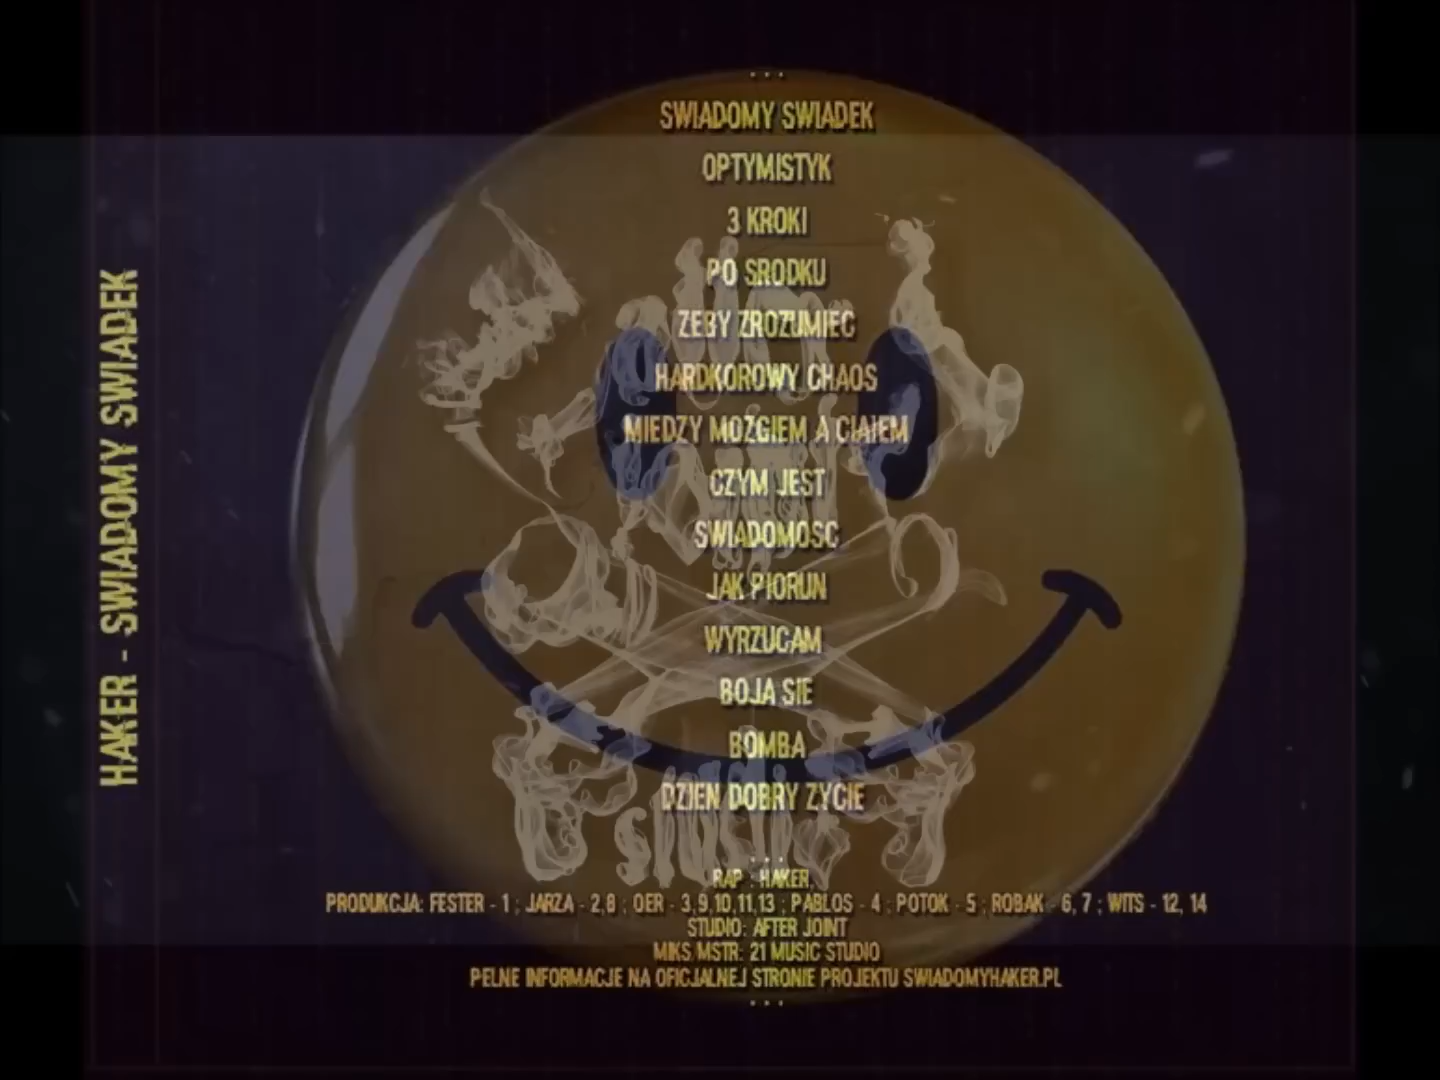 HAKER - SWIADOMY SWIADEK
...
SWIADOMY SWIADEK
OPTYMISTYK
3 KROKI
PO SRODKU
ZEBY ZROZUMIEC
HARDKOROWY CHAOS
MIEDZY MOZGIEM A CIALEM
CZYM JEST
SWIADOMOSC
JAK PIORUN
WYRZUCAM
BOJA SIE
BOMBA
DZIEN DOBRY ZYCIE
...
RAP : HAKER,
PRODUKCJA: FESTER - 1 ; JARZA - 2,8 ; OER - 3,9,10,11,13 ; PABLOS - 4 ; POTOK - 5 ; ROBAK - 6, 7 ; WITS - 12, 14
STUDIO: AFTER JOINT
MIKS/MSTR: 21 MUSIC STUDIO
PELNE INFORMACJE NA OFICJALNEJ STRONIE PROJEKTU SWIADOMYHAKER.PL
...